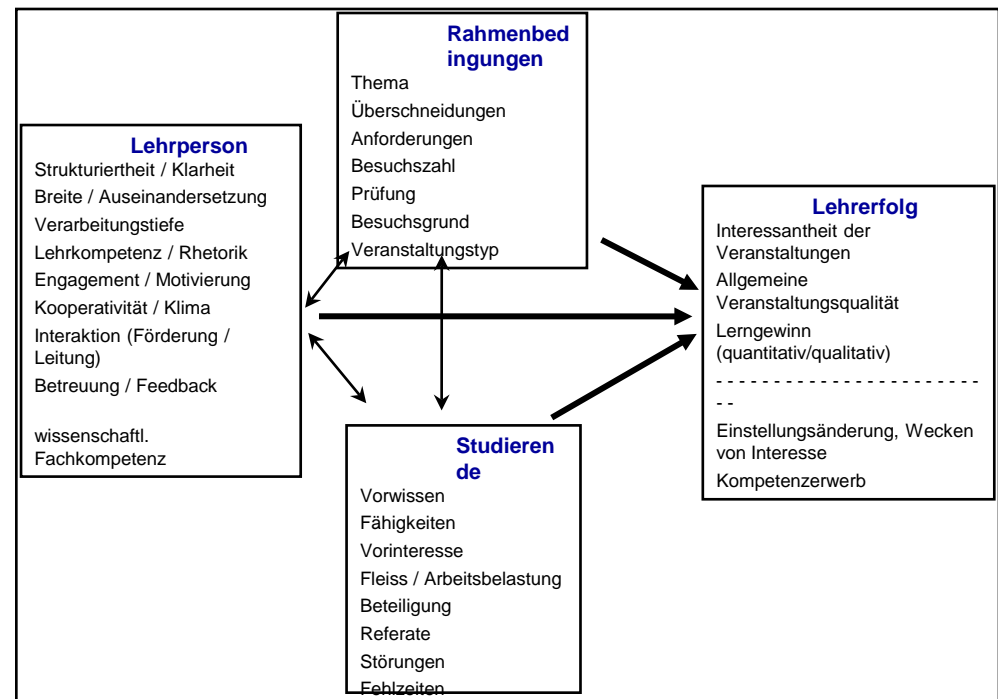 Rahmenbed
ingungen
Thema
Überschneidungen
Anforderungen
Besuchszahl
Prüfung
Besuchsgrund
Veranstaltungstyp
Lehrperson
Strukturiertheit / Klarheit
Breite / Auseinandersetzung
Verarbeitungstiefe
Lehrkompetenz / Rhetorik
Engagement / Motivierung
Kooperativität / Klima
Interaktion (Förderung /
Leitung)
Betreuung / Feedback
wissenschaftl.
Fachkompetenz
Lehrerfolg
Interessantheit der
Veranstaltungen
Allgemeine
Veranstaltungsqualität
Lerngewinn
(quantitativ/qualitativ)
- - - - - - - - - - - - - - - - - - - - - - - -
- -
Einstellungsänderung, Wecken
von Interesse
Kompetenzerwerb
Studieren
de
Vorwissen
Fähigkeiten
Vorinteresse
Fleiss / Arbeitsbelastung
Beteiligung
Referate
Störungen
Fehlzeiten